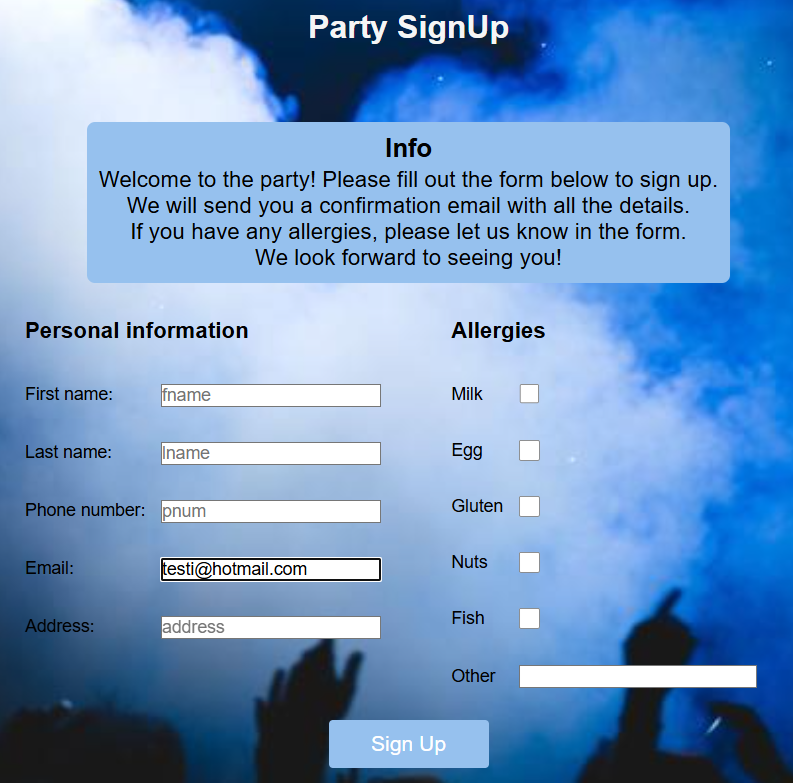 Party SignUp
Info
Welcome to the party! Please fill out the form below to sign up.
We will send you a confirmation email with all the details.
If you have any allergies, please let us know in the form.
We look forward to seeing you!
Personal information
First name: fname
Last name: lname
Phone number: pnum
Email: testi@hotmail.com
Address: address
Allergies
Milk
Egg
Gluten
Nuts
Fish
Other
Sign Up